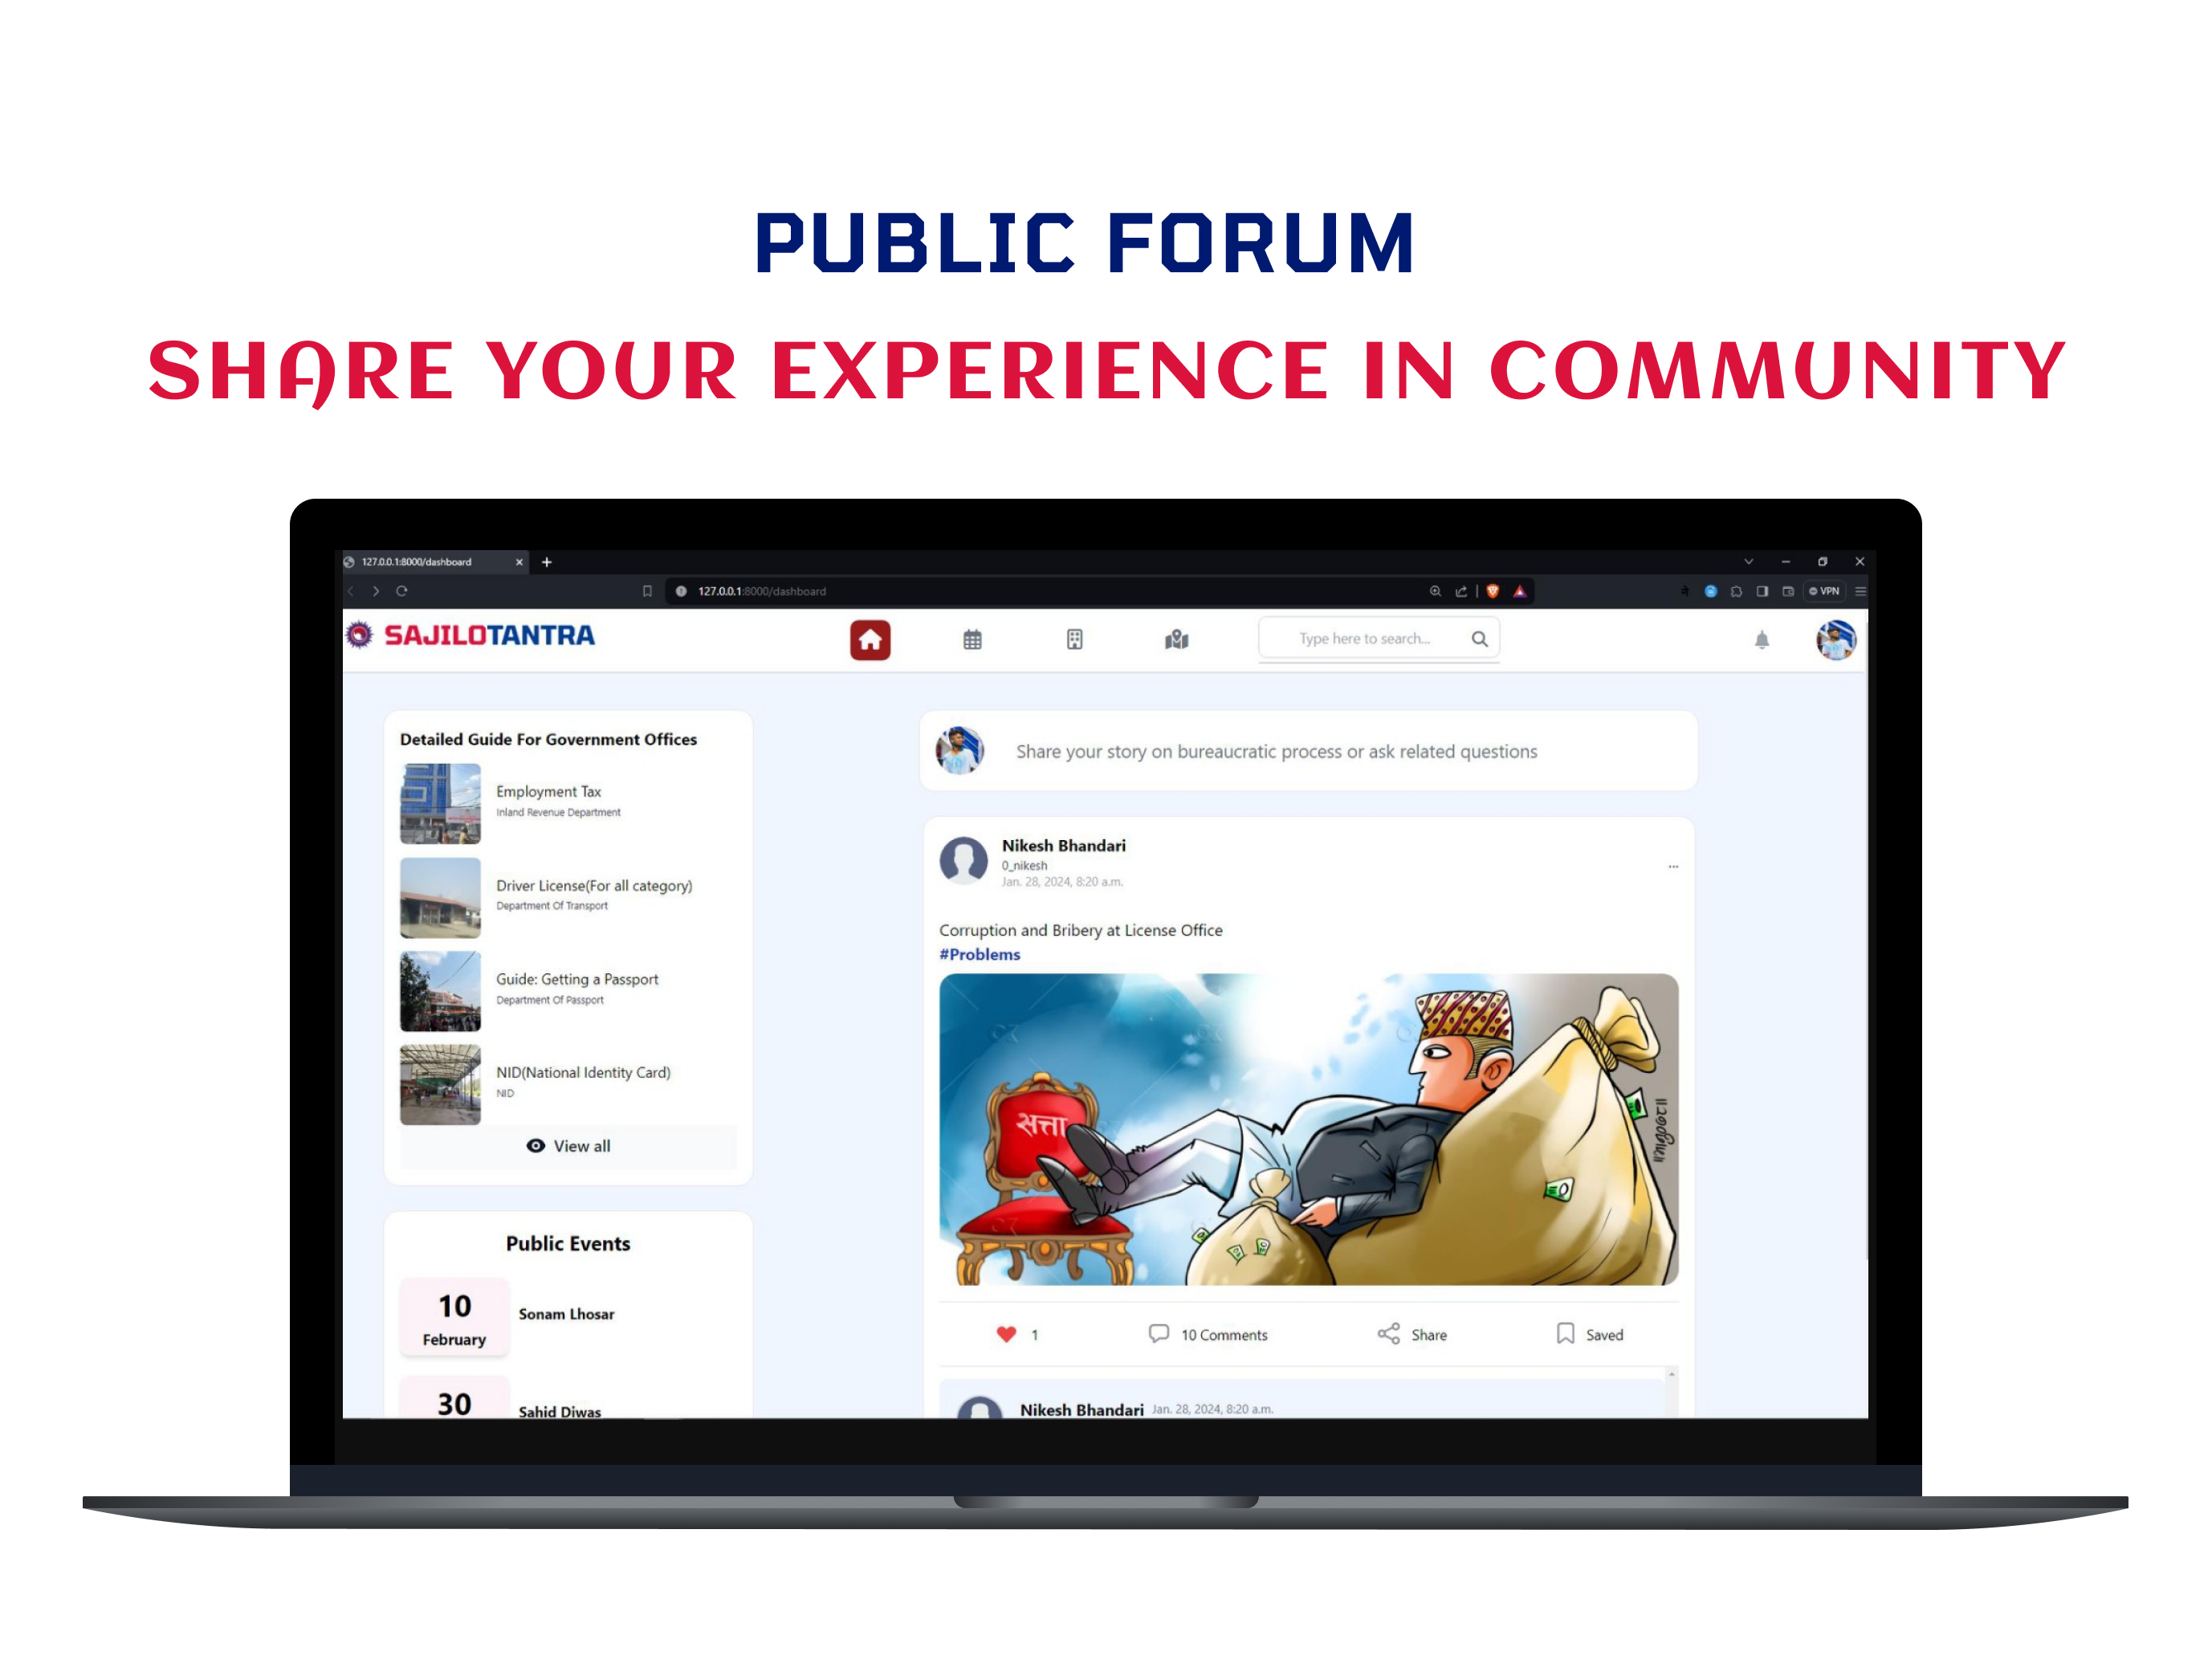 PUBLIC FORUM
SHARE YOUR EXPERIENCE IN COMMUNITY
127.0.0.1:8000/dashboard
127.0.0.1:8000/dashboard
VPN
SAJILOTANTRA
Type here to search...
Detailed Guide For Government Offices
Employment Tax
Inland Revenue Department
Driver License(For all category)
Department Of Transport
Guide: Getting a Passport
Department Of Passport
NID(National Identity Card)
NID
View all
Public Events
10
February
Sonam Lhosar
30
Sahid Diwas
Share your story on bureaucratic process or ask related questions
Nikesh Bhandari
0_nikesh
Jan. 28, 2024, 8:20 a.m.
...
Corruption and Bribery at License Office
#Problems
सत्ता
1
10 Comments
Share
Saved
Nikesh Bhandari Jan. 28, 2024, 8:20 a.m.